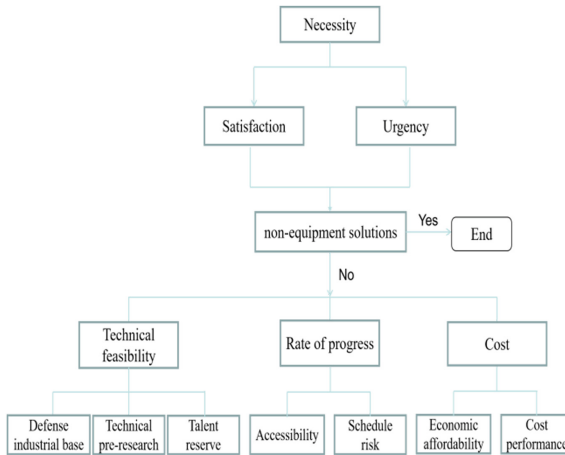 Necessity
Satisfaction
Urgency
non-equipment solutions
Yes
End
No
Technical
feasibility
Rate of progress
Cost
Defense
industrial base
Technical
pre-research
Talent
reserve
Accessibility
Schedule
risk
Economic
affordability
Cost
performance